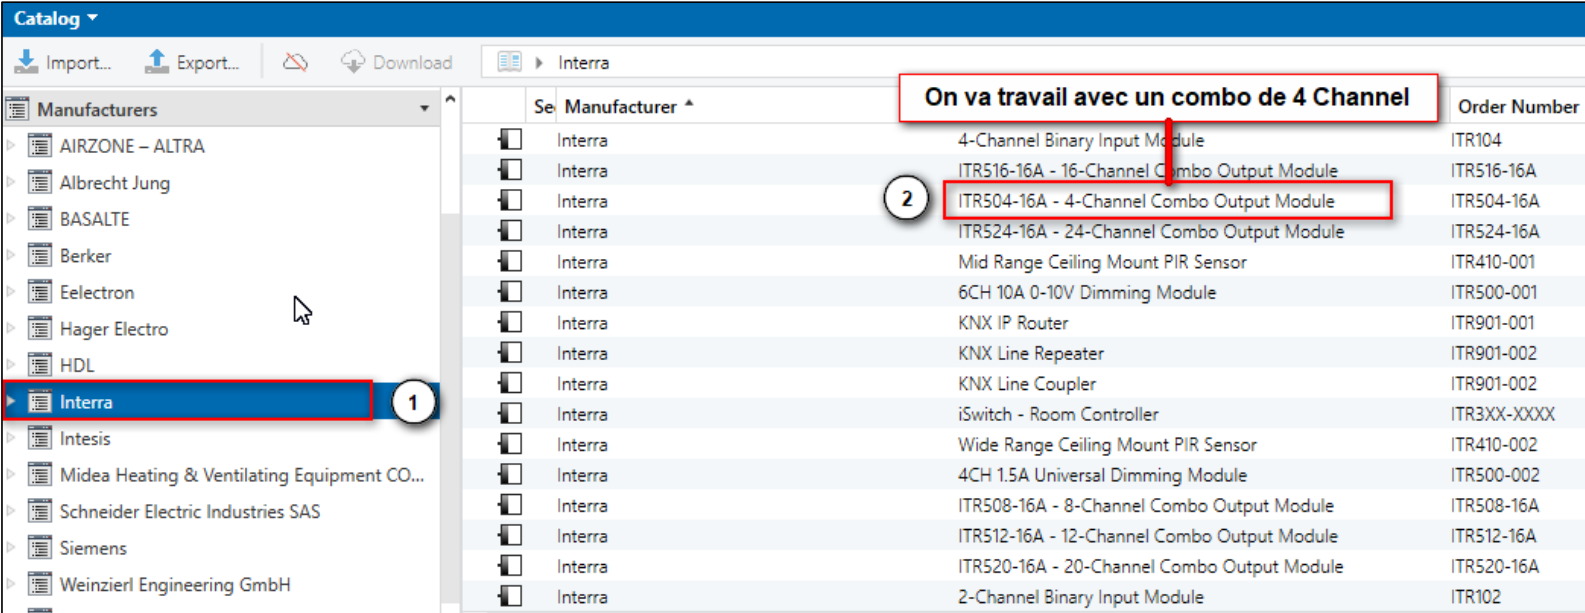 Catalog
Import... Export... Download Interra
Manufacturers
AIRZONE – ALTRA
Albrecht Jung
BASALTE
Berker
Eelectron
Hager Electro
HDL
Interra 1
Intesis
Midea Heating & Ventilating Equipment CO...
Schneider Electric Industries SAS
Siemens
Weinzierl Engineering GmbH
On va travail avec un combo de 4 Channel
Manufacturer Order Number
Interra 4-Channel Binary Input Module ITR104
Interra ITR516-16A - 16-Channel Combo Output Module ITR516-16A
Interra 2 ITR504-16A - 4-Channel Combo Output Module ITR504-16A
Interra ITR524-16A - 24-Channel Combo Output Module ITR524-16A
Interra Mid Range Ceiling Mount PIR Sensor ITR410-001
Interra 6CH 10A 0-10V Dimming Module ITR500-001
Interra KNX IP Router ITR901-001
Interra KNX Line Repeater ITR901-002
Interra KNX Line Coupler ITR901-002
Interra iSwitch - Room Controller ITR3XX-XXXX
Interra Wide Range Ceiling Mount PIR Sensor ITR410-002
Interra 4CH 1.5A Universal Dimming Module ITR500-002
Interra ITR508-16A - 8-Channel Combo Output Module ITR508-16A
Interra ITR512-16A - 12-Channel Combo Output Module ITR512-16A
Interra ITR520-16A - 20-Channel Combo Output Module ITR520-16A
Interra 2-Channel Binary Input Module ITR102